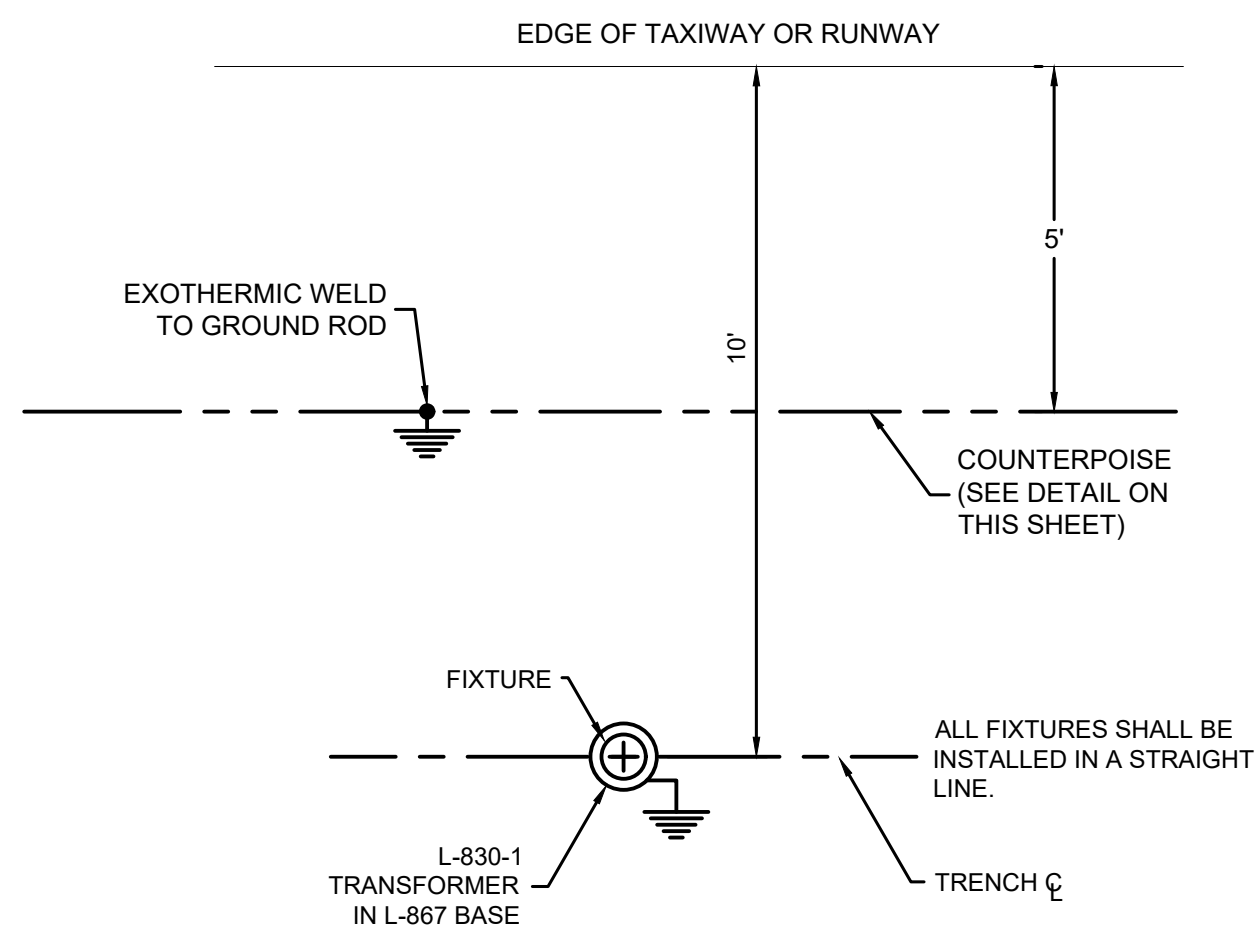 EDGE OF TAXIWAY OR RUNWAY
5'
EXOTHERMIC WELD
TO GROUND ROD
10'
COUNTERPOISE
(SEE DETAIL ON
THIS SHEET)
FIXTURE
ALL FIXTURES SHALL BE
INSTALLED IN A STRAIGHT
LINE.
L-830-1
TRANSFORMER
IN L-867 BASE
TRENCH ℄